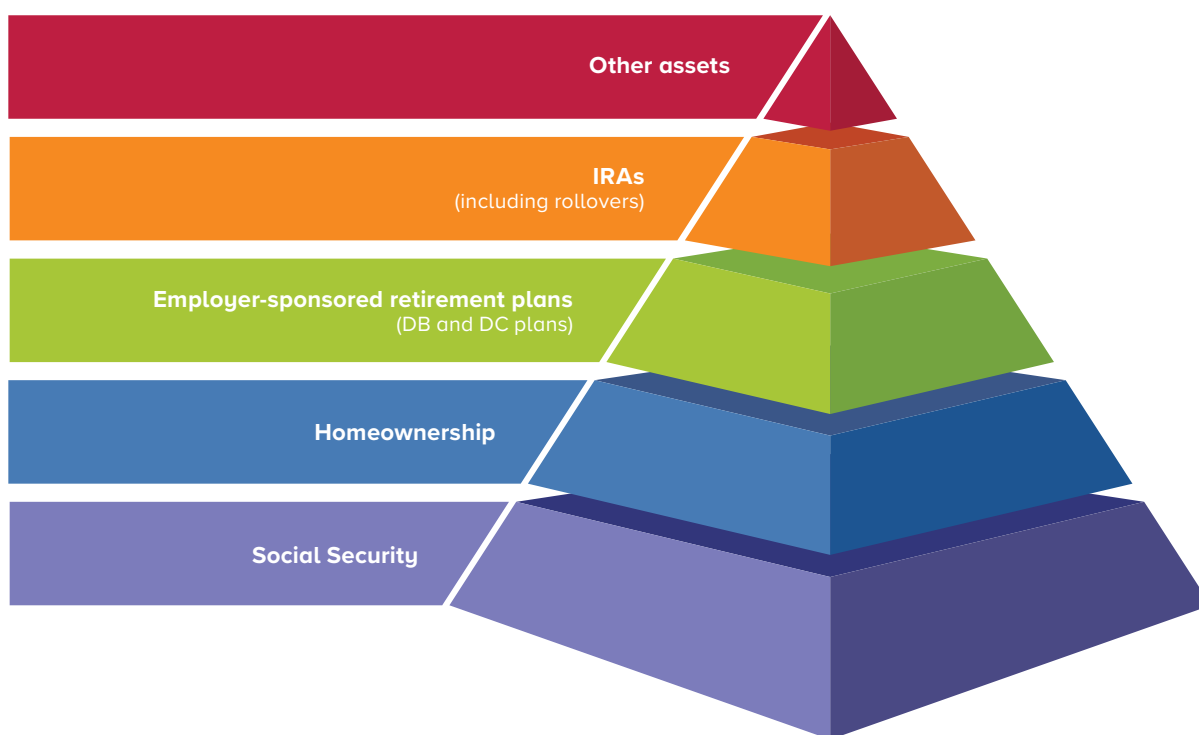 Other assets
IRAs
(including rollovers)
Employer-sponsored retirement plans
(DB and DC plans)
Homeownership
Social Security